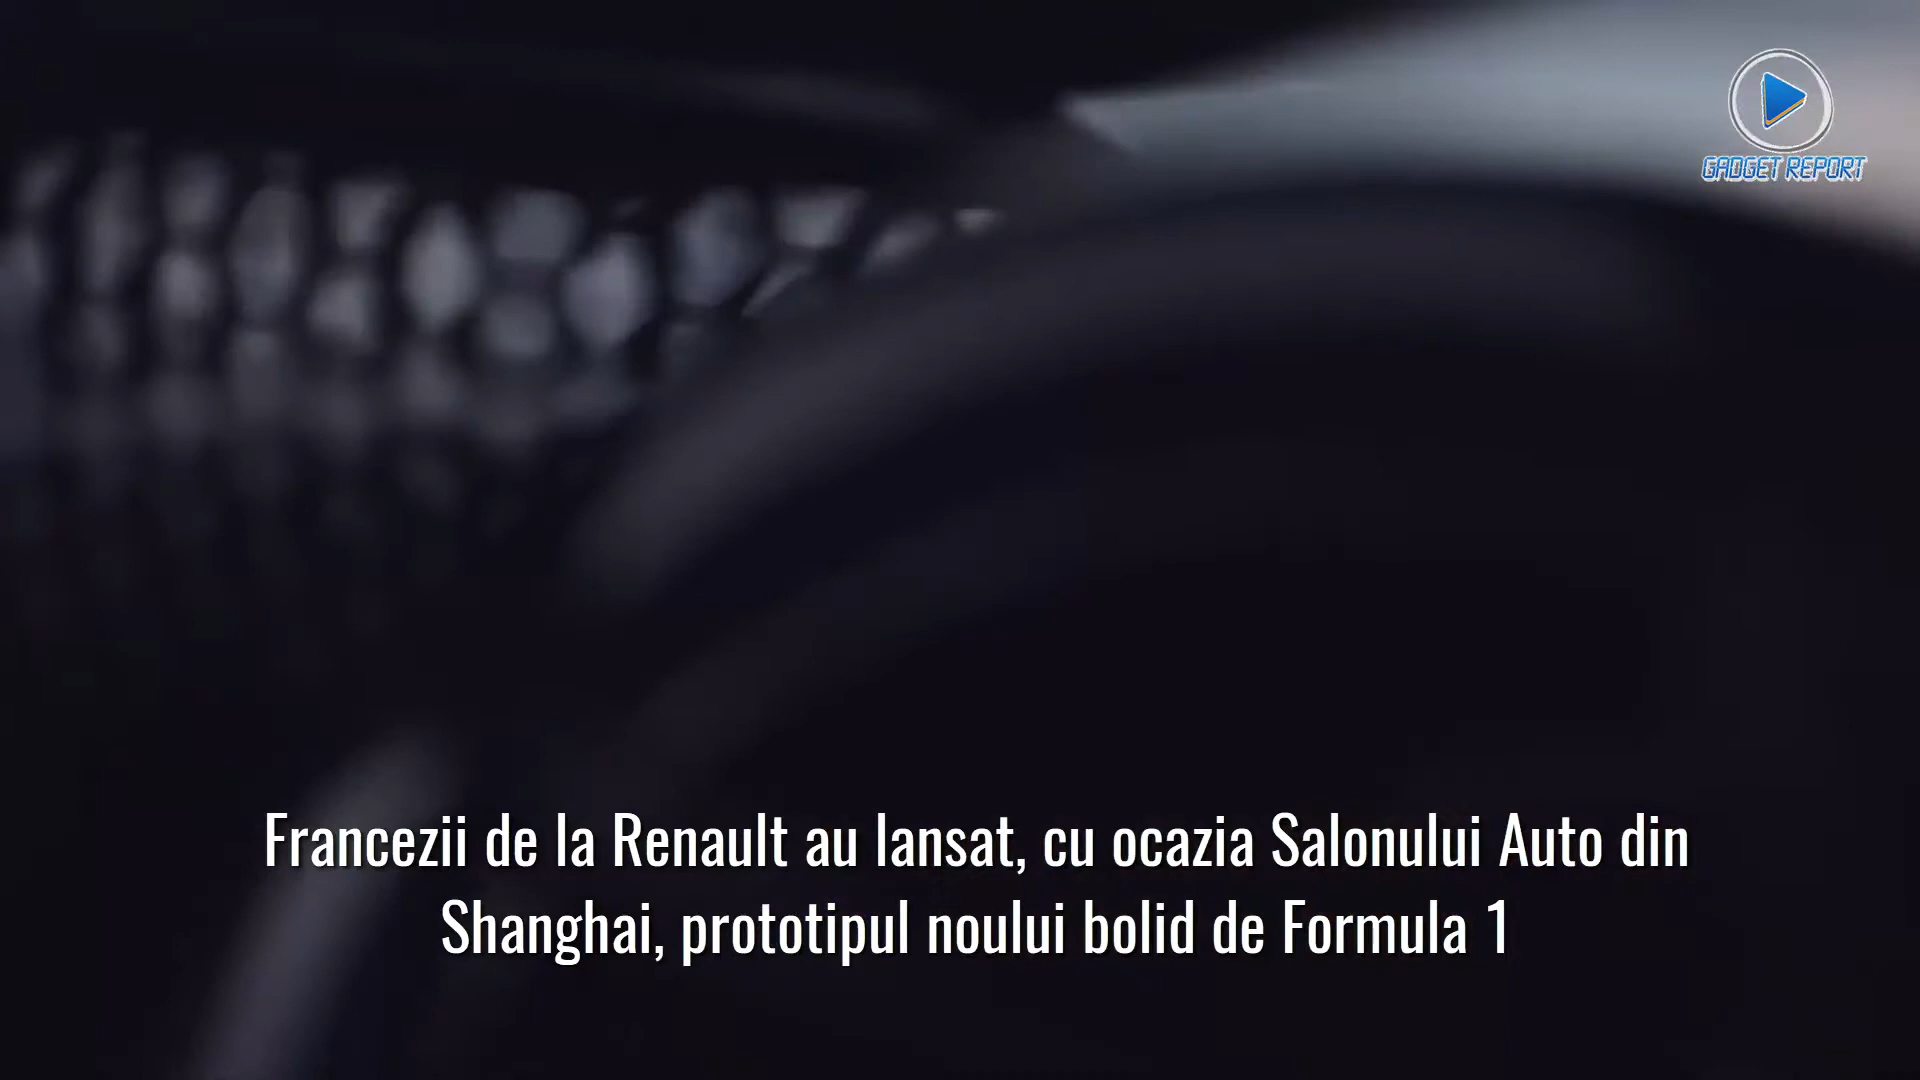 GADGET REPORT
Francezii de la Renault au lansat, cu ocazia Salonului Auto din
Shanghai, prototipul noului bolid de Formula 1